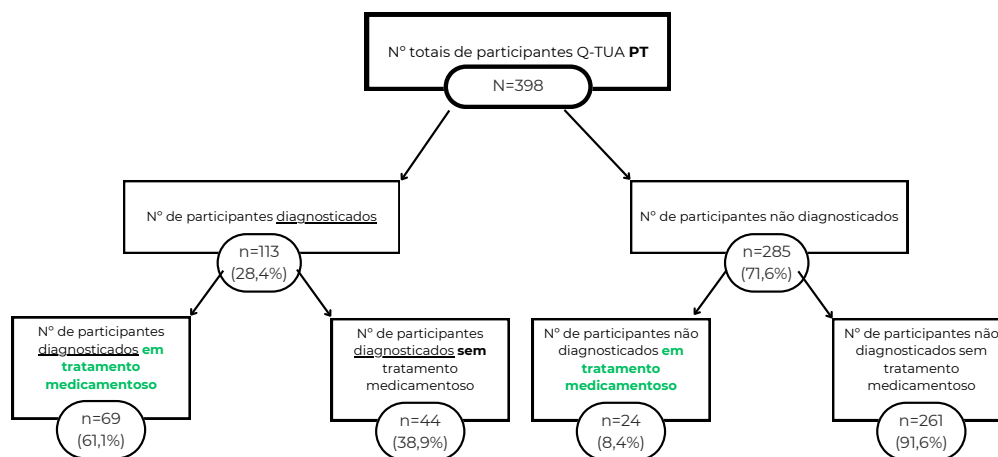 Nº totais de participantes Q-TUA PT
N=398
Nº de participantes diagnosticados
n=113
(28,4%)
Nº de participantes não diagnosticados
n=285
(71,6%)
Nº de participantes
diagnosticados em
tratamento
medicamentoso
n=69
(61,1%)
Nº de participantes
diagnosticados sem
tratamento
medicamentoso
n=44
(38,9%)
Nº de participantes não
diagnosticados em
tratamento
medicamentoso
n=24
(8,4%)
Nº de participantes não
diagnosticados sem
tratamento
medicamentoso
n=261
(91,6%)